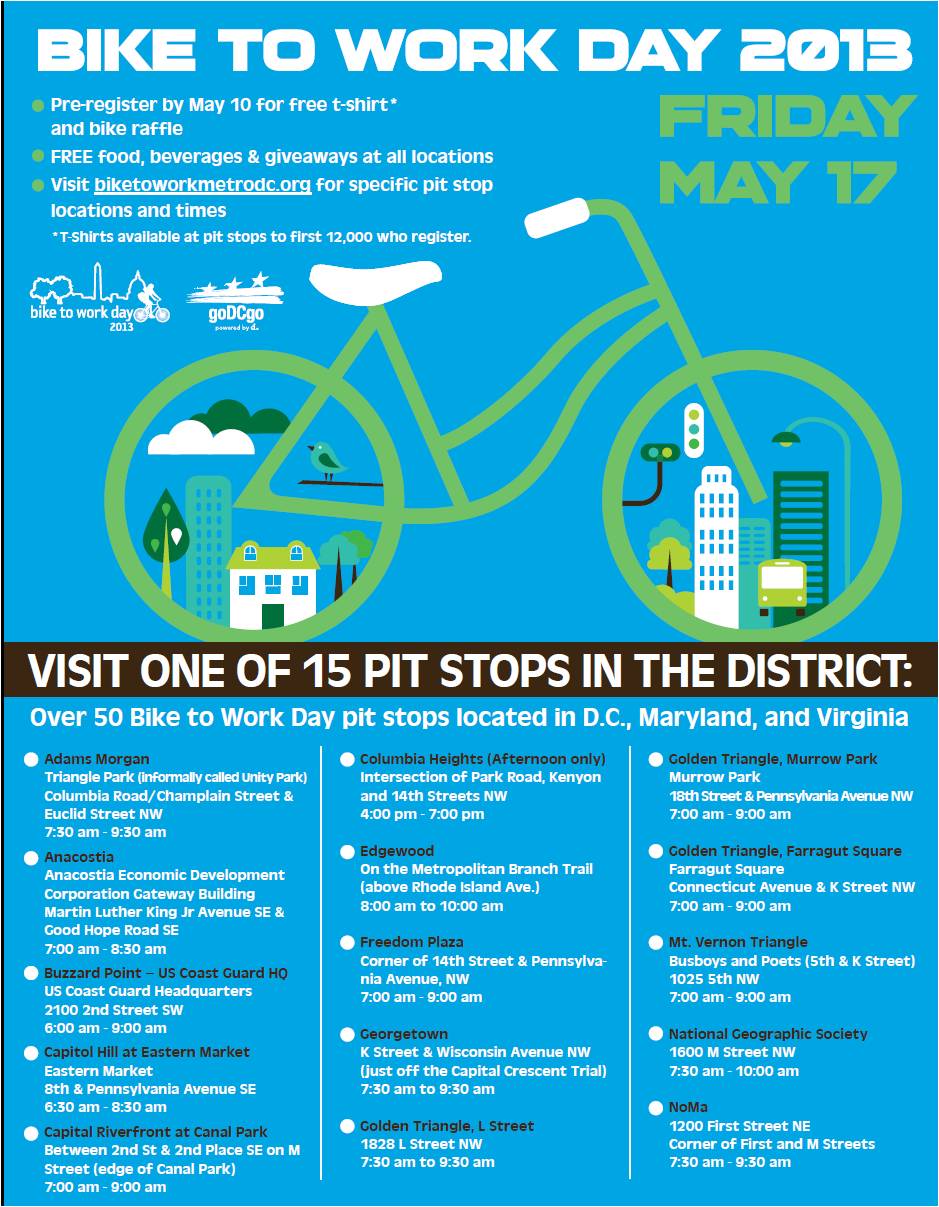 BIKE TO WORK DAY 2013
FRIDAY
MAY 17
Pre-register by May 10 for free t-shirt*
and bike raffle
FREE food, beverages & giveaways at all locations
Visit biketoworkmetrodc.org for specific pit stop
locations and times
*T-Shirts available at pit stops to first 12,000 who register.
bike to work day
2013
goDCgo
powered by d.
VISIT ONE OF 15 PIT STOPS IN THE DISTRICT:
Over 50 Bike to Work Day pit stops located in D.C., Maryland, and Virginia
Adams Morgan
Triangle Park (informally called Unity Park)
Columbia Road/Champlain Street &
Euclid Street NW
7:30 am - 9:30 am
Anacostia
Anacostia Economic Development
Corporation Gateway Building
Martin Luther King Jr Avenue SE &
Good Hope Road SE
7:00 am - 8:30 am
Buzzard Point – US Coast Guard HQ
US Coast Guard Headquarters
2100 2nd Street SW
6:00 am - 9:00 am
Capitol Hill at Eastern Market
Eastern Market
8th & Pennsylvania Avenue SE
6:30 am - 8:30 am
Capital Riverfront at Canal Park
Between 2nd St & 2nd Place SE on M
Street (edge of Canal Park)
7:00 am - 9:00 am
Columbia Heights (Afternoon only)
Intersection of Park Road, Kenyon
and 14th Streets NW
4:00 pm - 7:00 pm
Edgewood
On the Metropolitan Branch Trail
(above Rhode Island Ave.)
8:00 am to 10:00 am
Freedom Plaza
Corner of 14th Street & Pennsylva-
nia Avenue, NW
7:00 am - 9:00 am
Georgetown
K Street & Wisconsin Avenue NW
(just off the Capital Crescent Trial)
7:30 am to 9:30 am
Golden Triangle, L Street
1828 L Street NW
7:30 am to 9:30 am
Golden Triangle, Murrow Park
Murrow Park
18th Street & Pennsylvania Avenue NW
7:00 am - 9:00 am
Golden Triangle, Farragut Square
Farragut Square
Connecticut Avenue & K Street NW
7:00 am - 9:00 am
Mt. Vernon Triangle
Busboys and Poets (5th & K Street)
1025 5th NW
7:00 am - 9:00 am
National Geographic Society
1600 M Street NW
7:30 am - 10:00 am
NoMa
1200 First Street NE
Corner of First and M Streets
7:30 am - 9:30 am